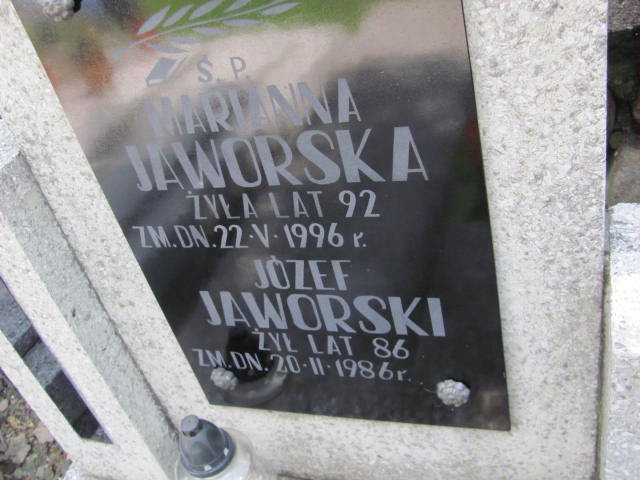 Ś.P.
MARIANNA
JAWORSKA
ŻYŁA LAT 92
ZM. DN. 22·V·1996 r.
JÓZEF
JAWORSKI
ŻYŁ LAT 86
ZM. DN. 20·II·1986 r.